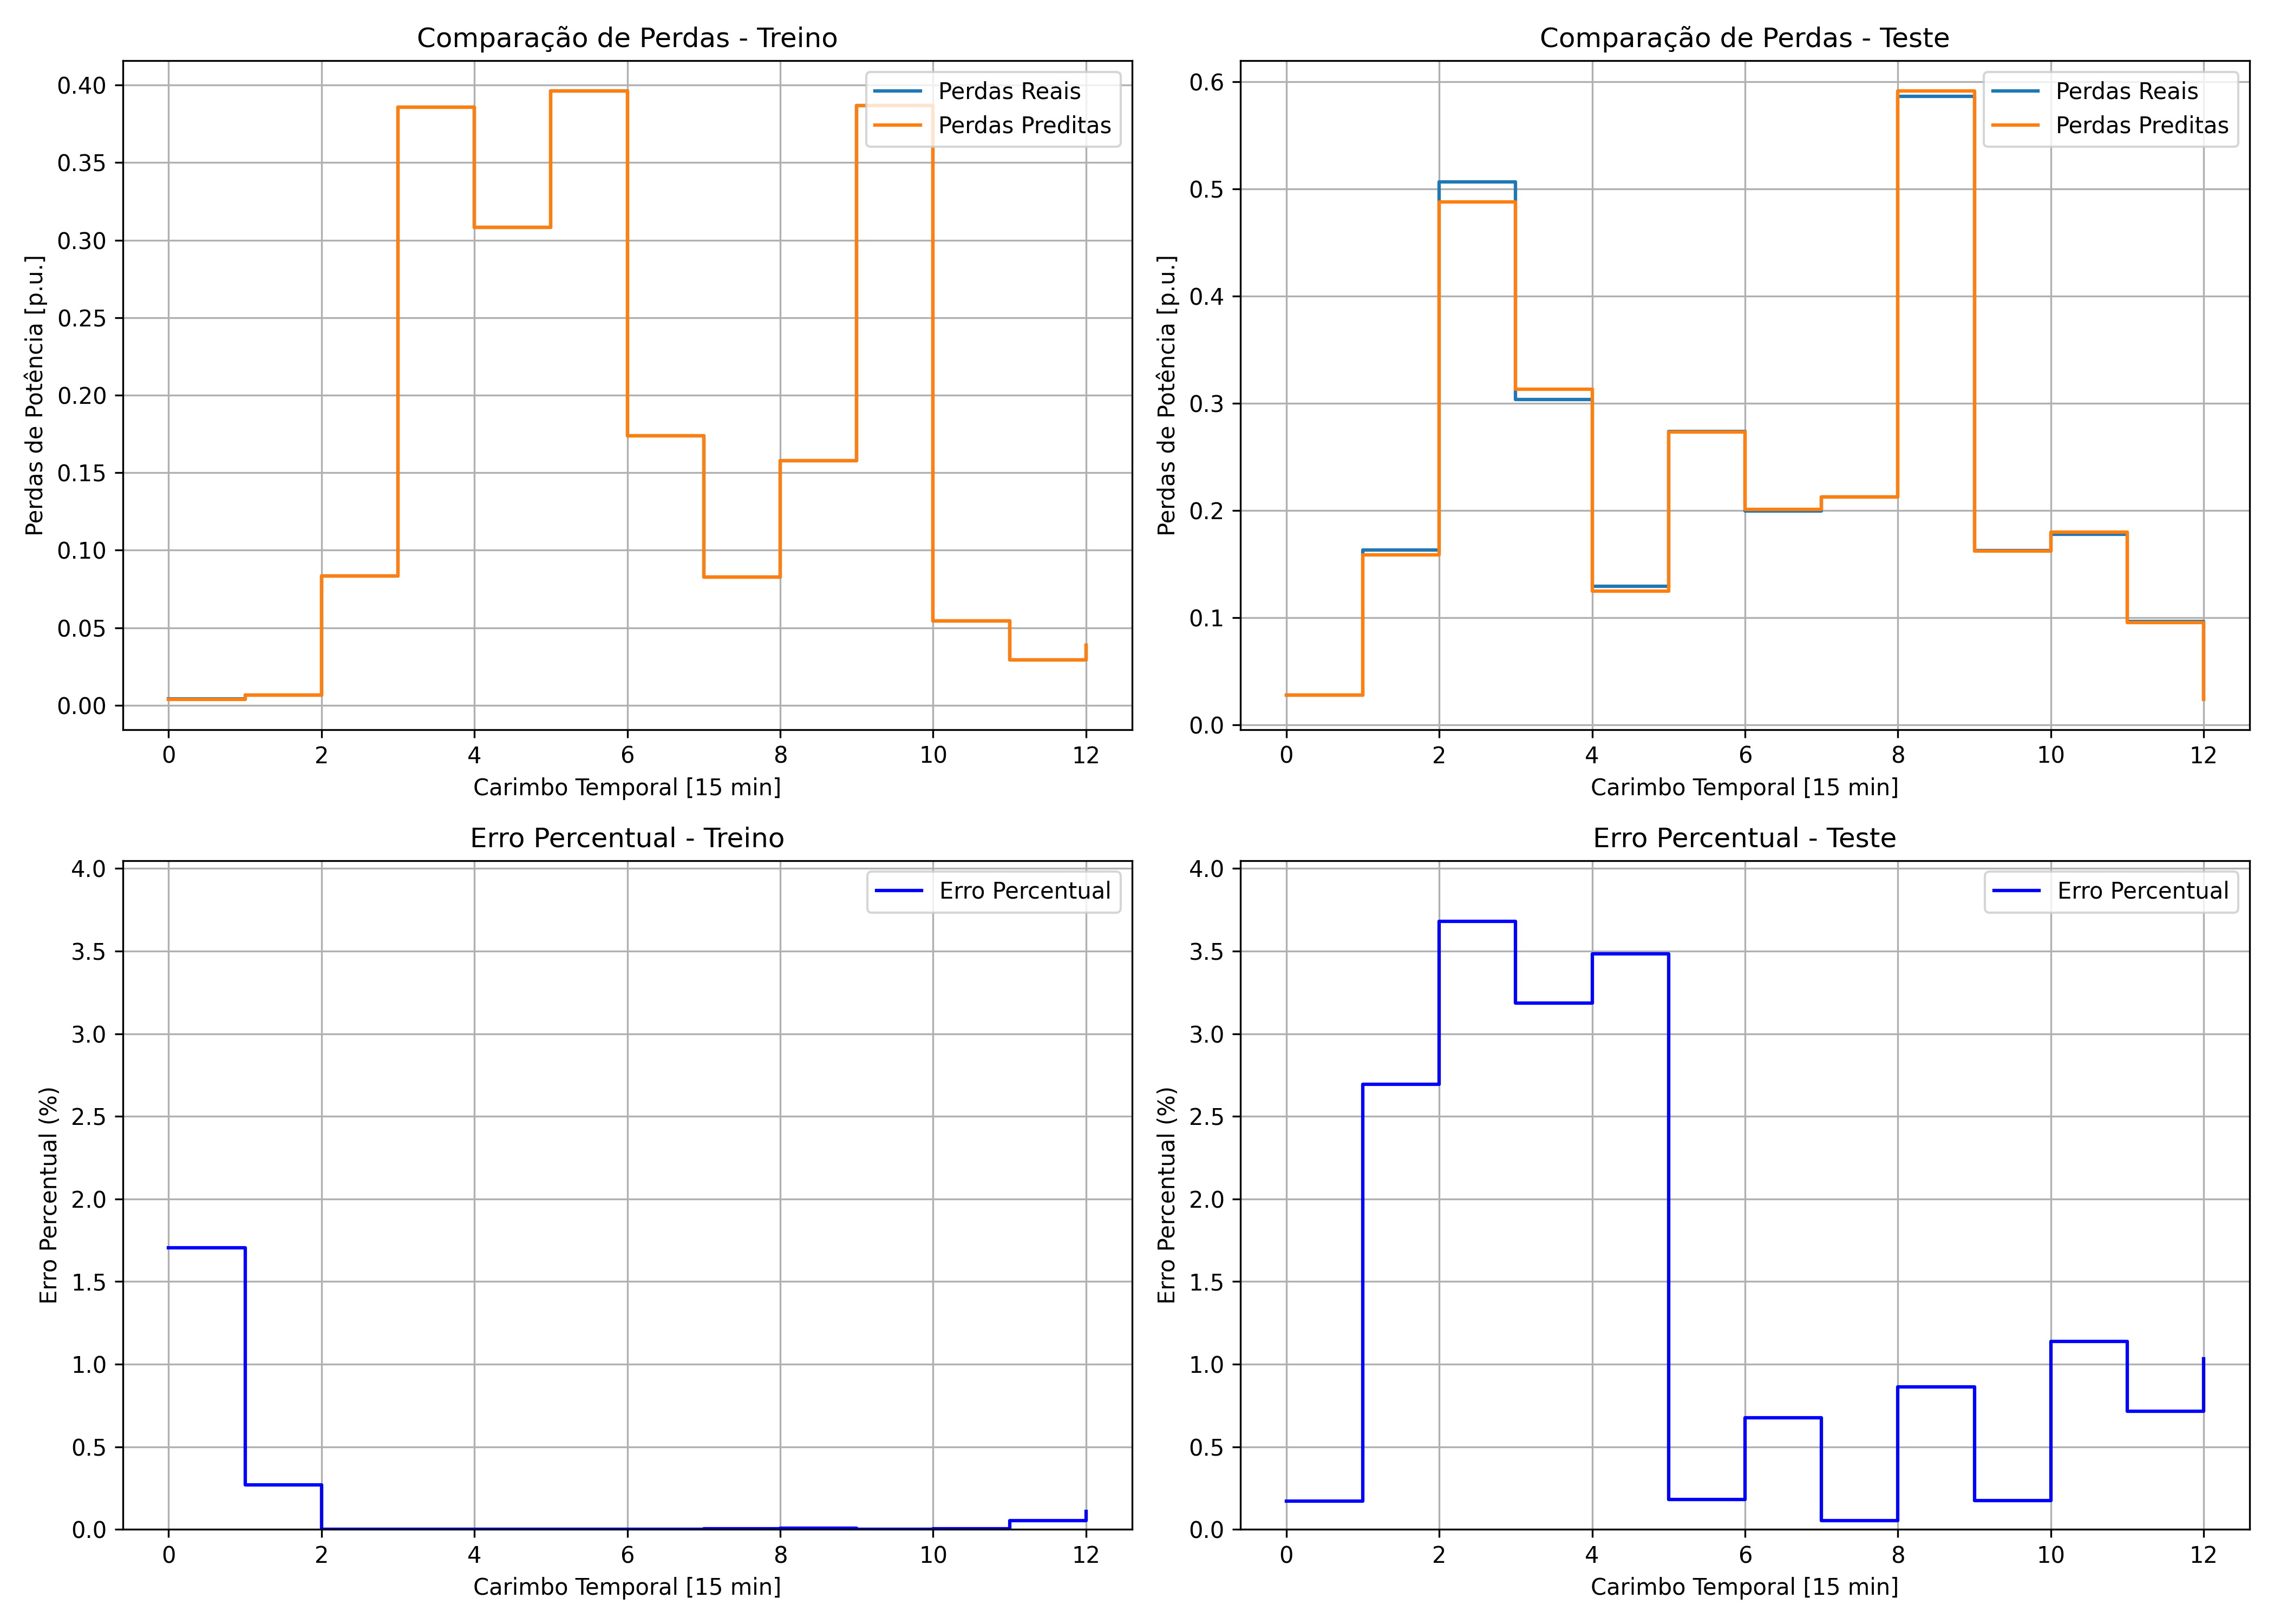 Comparação de Perdas - Treino
Perdas Reais
Perdas Preditas
0.40
0.35
0.30
0.25
0.20
0.15
0.10
0.05
0.00
Perdas de Potência [p.u.]
0 2 4 6 8 10 12
Carimbo Temporal [15 min]
Comparação de Perdas - Teste
Perdas Reais
Perdas Preditas
0.6
0.5
0.4
0.3
0.2
0.1
0.0
Perdas de Potência [p.u.]
0 2 4 6 8 10 12
Carimbo Temporal [15 min]
Erro Percentual - Treino
Erro Percentual
4.0
3.5
3.0
2.5
2.0
1.5
1.0
0.5
0.0
Erro Percentual (%)
0 2 4 6 8 10 12
Carimbo Temporal [15 min]
Erro Percentual - Teste
Erro Percentual
4.0
3.5
3.0
2.5
2.0
1.5
1.0
0.5
0.0
Erro Percentual (%)
0 2 4 6 8 10 12
Carimbo Temporal [15 min]